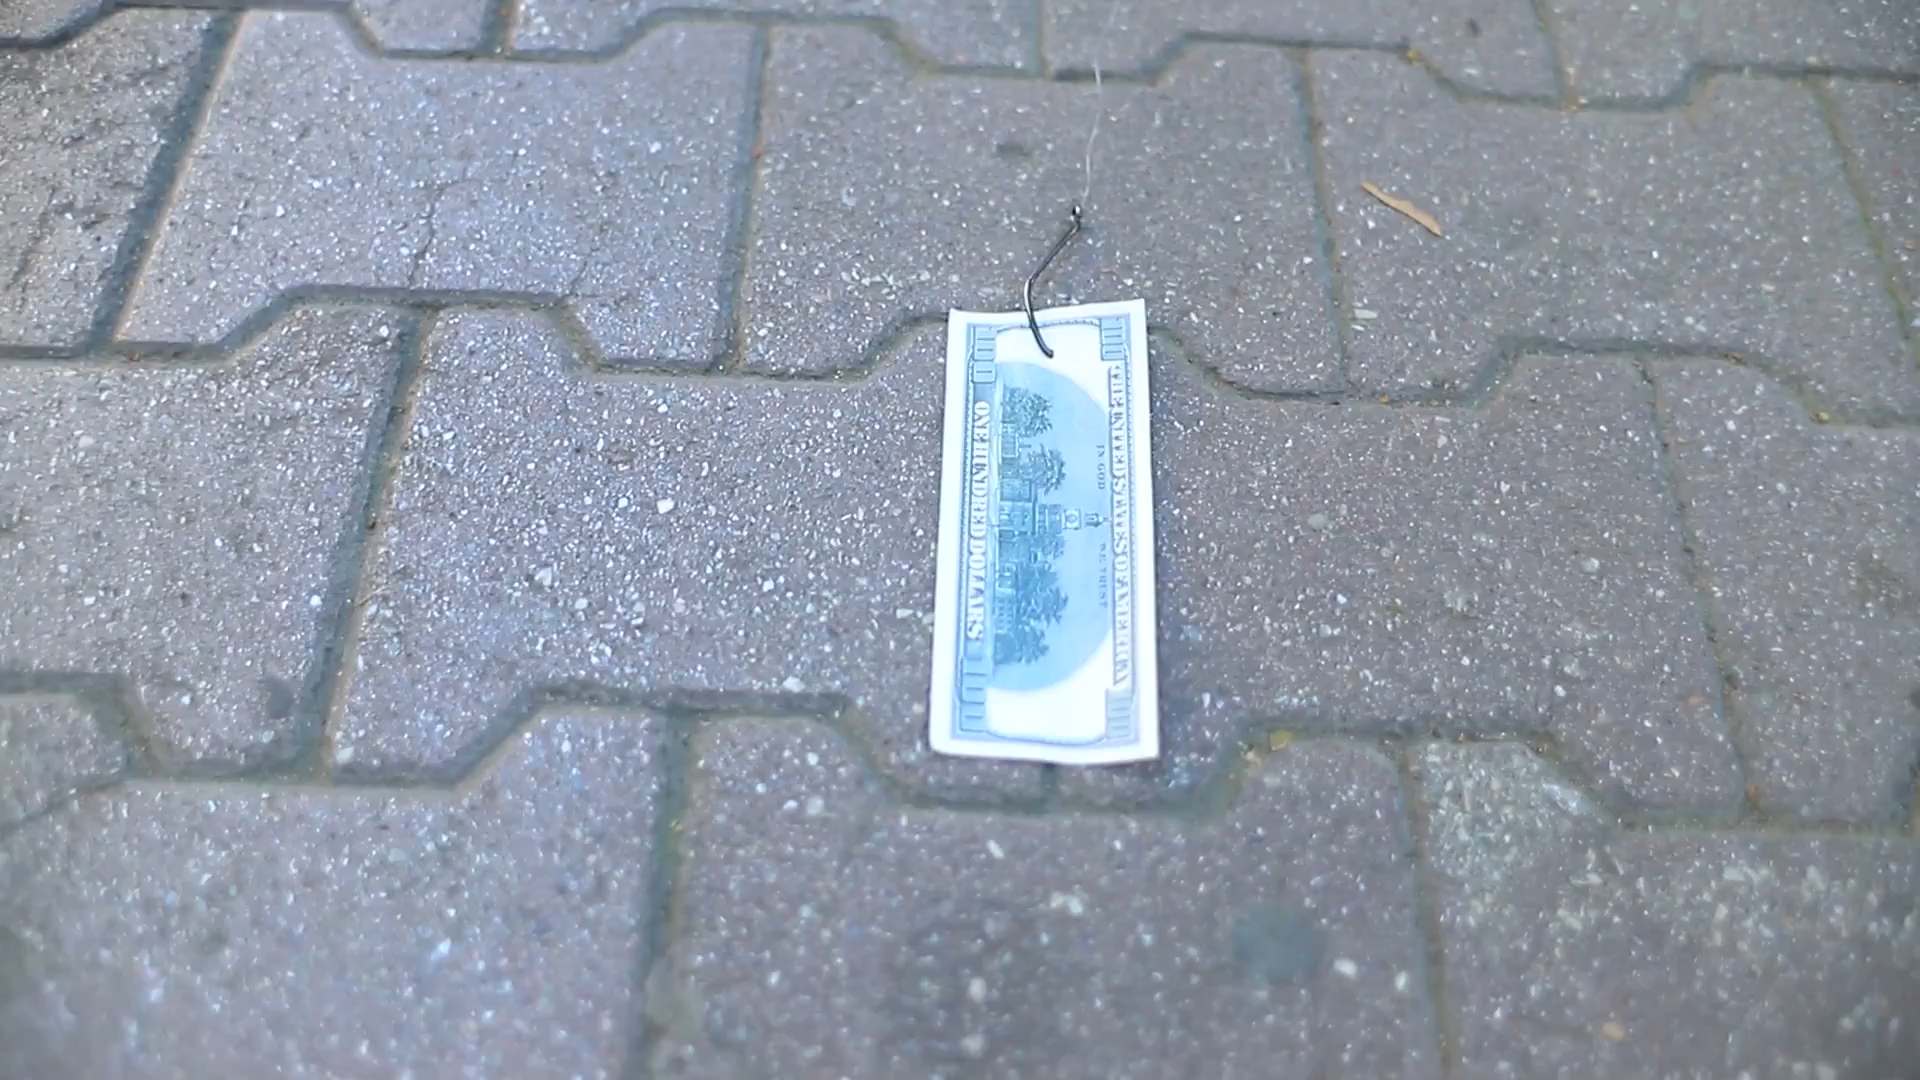 THE UNITED STATES OF AMERICA
IN GOD WE TRUST
ONE HUNDRED DOLLARS